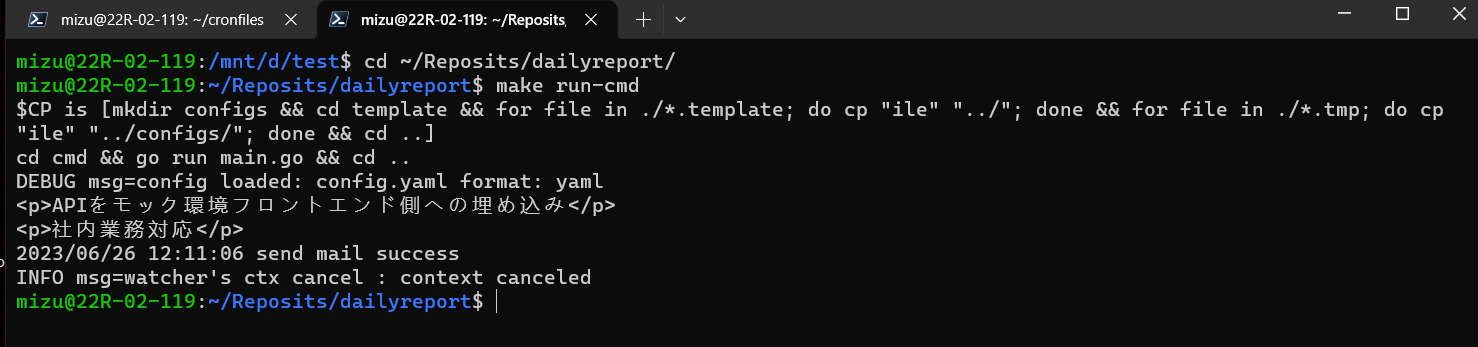 mizu@22R-02-119: ~/cronfiles
mizu@22R-02-119: ~/Reposits
mizu@22R-02-119:/mnt/d/test$ cd ~/Reposits/dailyreport/
mizu@22R-02-119:~/Reposits/dailyreport$ make run-cmd
$CP is [mkdir configs && cd template && for file in ./*.template; do cp "ile" "../"; done && for file in ./*.tmp; do cp
"ile" "../configs/"; done && cd ..]
cd cmd && go run main.go && cd ..
DEBUG msg=config loaded: config.yaml format: yaml
<p>APIをモック環境フロントエンド側への埋め込み</p>
<p>社内業務対応</p>
2023/06/26 12:11:06 send mail success
INFO msg=watcher's ctx cancel : context canceled
mizu@22R-02-119:~/Reposits/dailyreport$